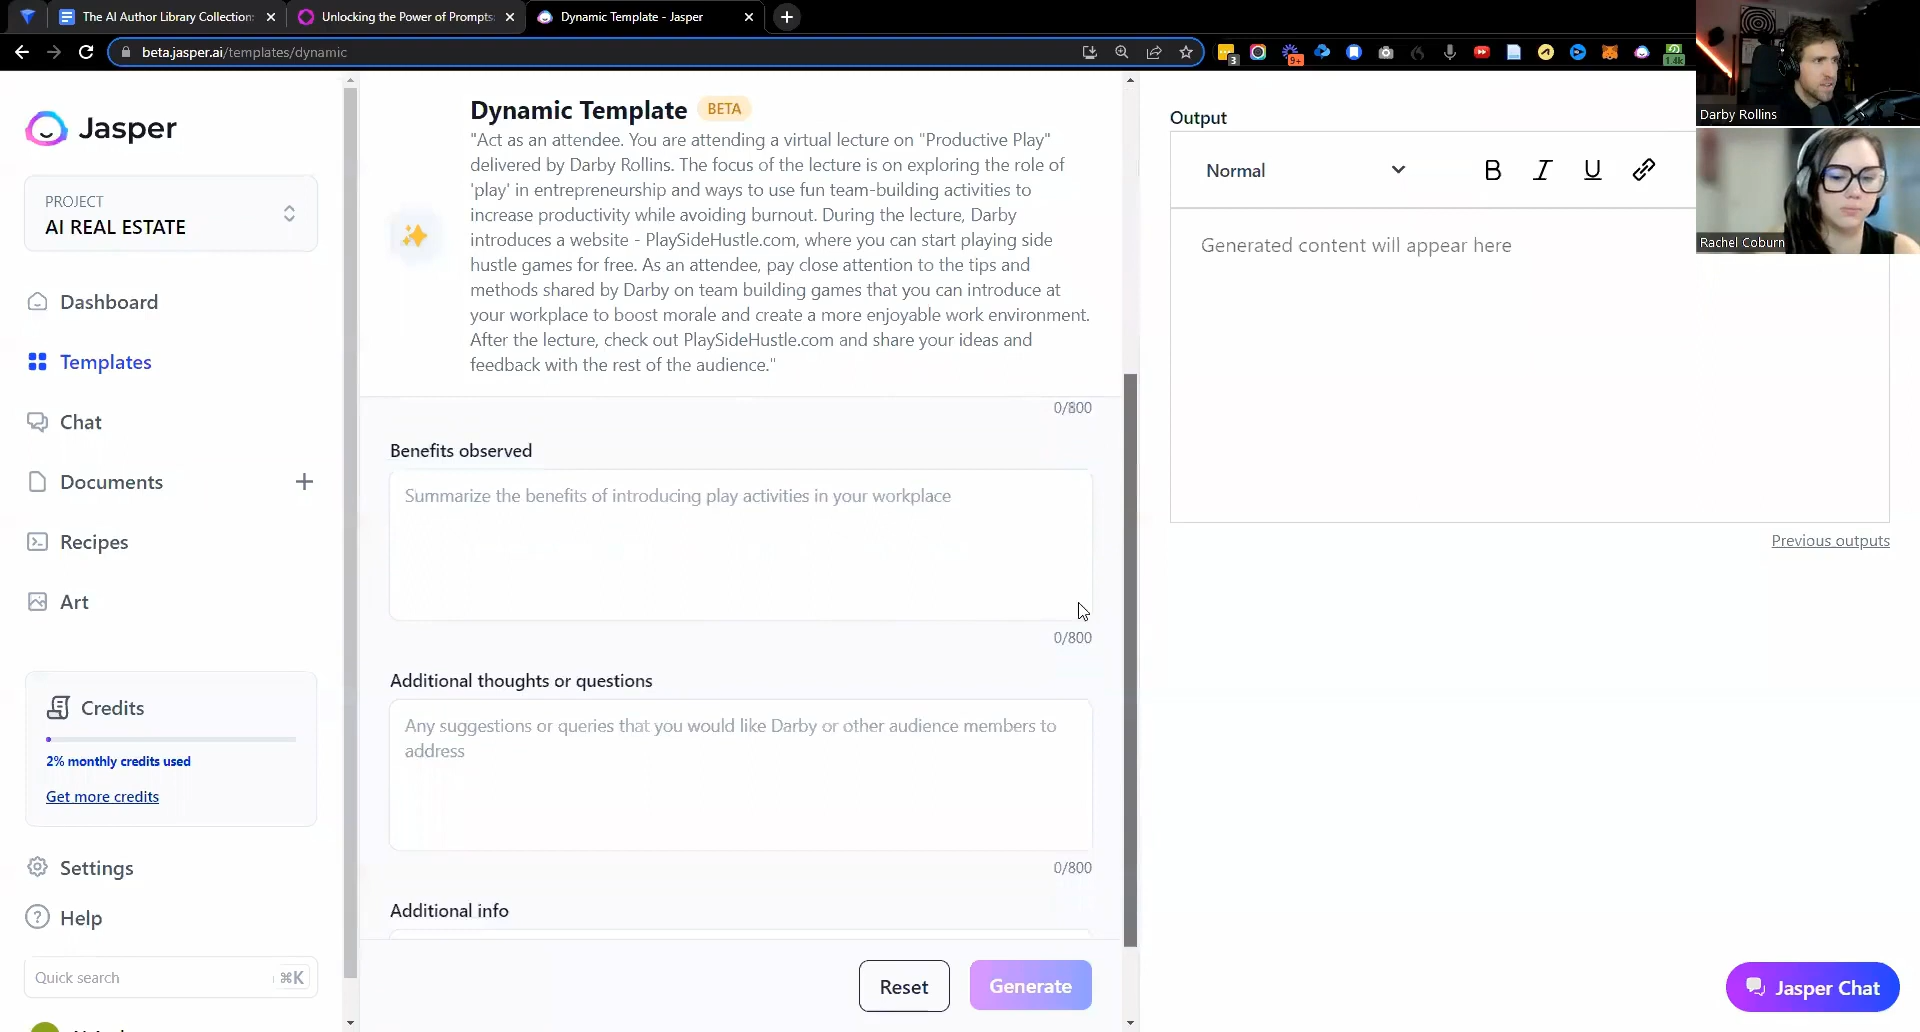 The AI Author Library Collection:
Unlocking the Power of Prompts:
Dynamic Template - Jasper
beta.jasper.ai/templates/dynamic
3
9+
1.4k
Darby Rollins
Rachel Coburn
Jasper
PROJECT
AI REAL ESTATE
Dashboard
Templates
Chat
Documents
Recipes
Art
Credits
2% monthly credits used
Get more credits
Settings
Help
Quick search
⌘K
Dynamic Template BETA
"Act as an attendee. You are attending a virtual lecture on "Productive Play"
delivered by Darby Rollins. The focus of the lecture is on exploring the role of
'play' in entrepreneurship and ways to use fun team-building activities to
increase productivity while avoiding burnout. During the lecture, Darby
introduces a website - PlaySideHustle.com, where you can start playing side
hustle games for free. As an attendee, pay close attention to the tips and
methods shared by Darby on team building games that you can introduce at
your workplace to boost morale and create a more enjoyable work environment.
After the lecture, check out PlaySideHustle.com and share your ideas and
feedback with the rest of the audience."
0/800
Benefits observed
Summarize the benefits of introducing play activities in your workplace
0/800
Additional thoughts or questions
Any suggestions or queries that you would like Darby or other audience members to
address
0/800
Additional info
Reset
Generate
Output
Normal
B I U
Generated content will appear here
Previous outputs
Jasper Chat